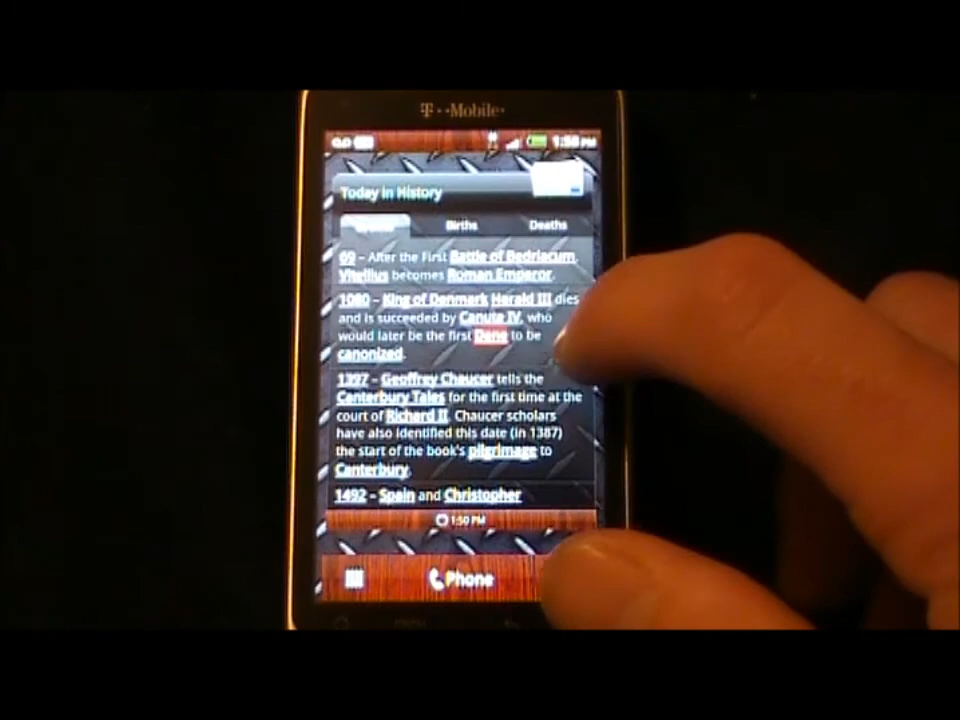 T··Mobile·
1:50 PM
Today in History
Births
Deaths
69 – After the First Battle of Bedriacum,
Vitellius becomes Roman Emperor.
1080 – King of Denmark Harald III dies
and is succeeded by Canute IV, who
would later be the first Dane to be
canonized.
1397 – Geoffrey Chaucer tells the
Canterbury Tales for the first time at the
court of Richard II. Chaucer scholars
have also identified this date (in 1387)
the start of the book's pilgrimage to
Canterbury.
1492 – Spain and Christopher
1:50 PM
Phone
menu